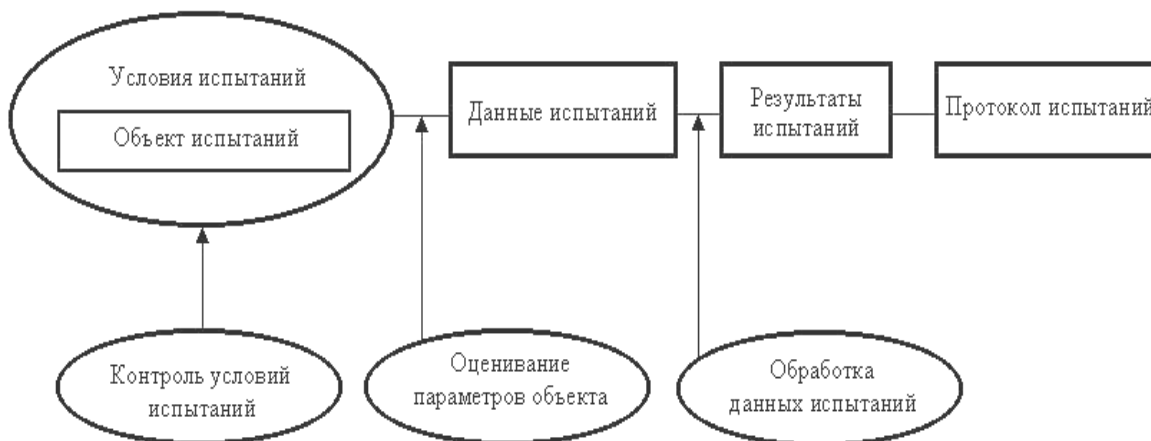 Условия испытаний
Объект испытаний
Данные испытаний
Результаты
испытаний
Протокол испытаний
Контроль условий
испытаний
Оценивание
параметров объекта
Обработка
данных испытаний